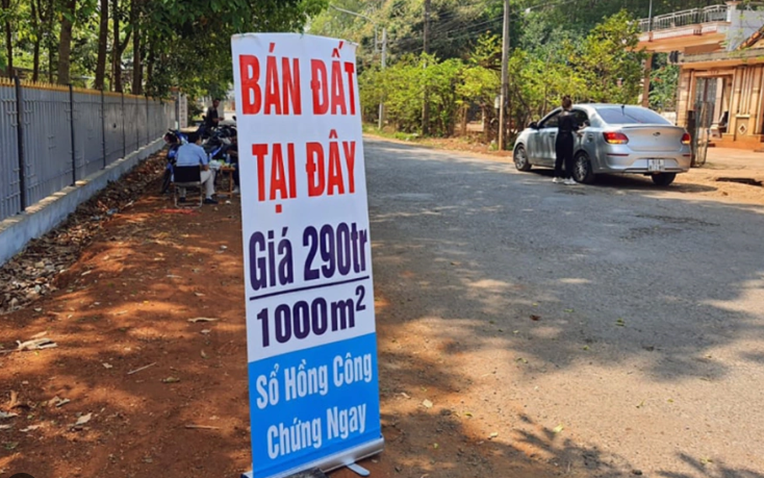 BÁN ĐẤT
TẠI ĐÂY
Giá 290tr
1000m²
Sổ Hồng Công
Chứng Ngay